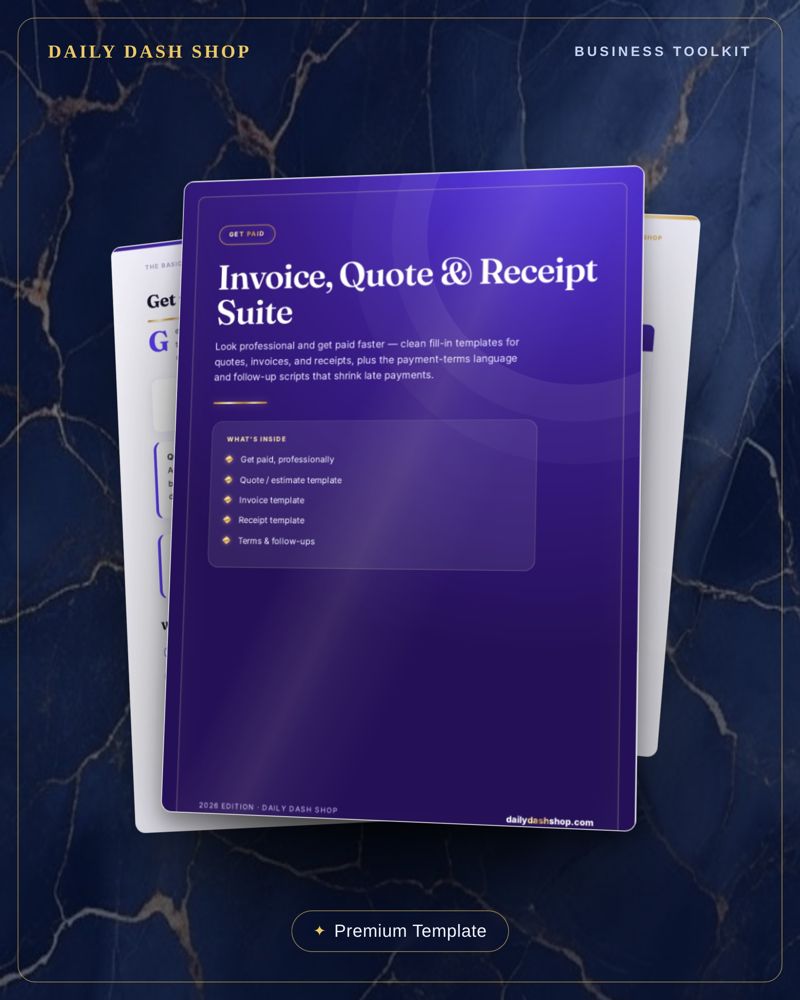 DAILY DASH SHOP
BUSINESS TOOLKIT
GET PAID
Invoice, Quote & Receipt
Suite
Look professional and get paid faster — clean fill-in templates for
quotes, invoices, and receipts, plus the payment-terms language
and follow-up scripts that shrink late payments.
WHAT'S INSIDE
Get paid, professionally
Quote / estimate template
Invoice template
Receipt template
Terms & follow-ups
2026 EDITION · DAILY DASH SHOP
dailydashshop.com
THE BASIC
Get
G
SHOP
✦ Premium Template